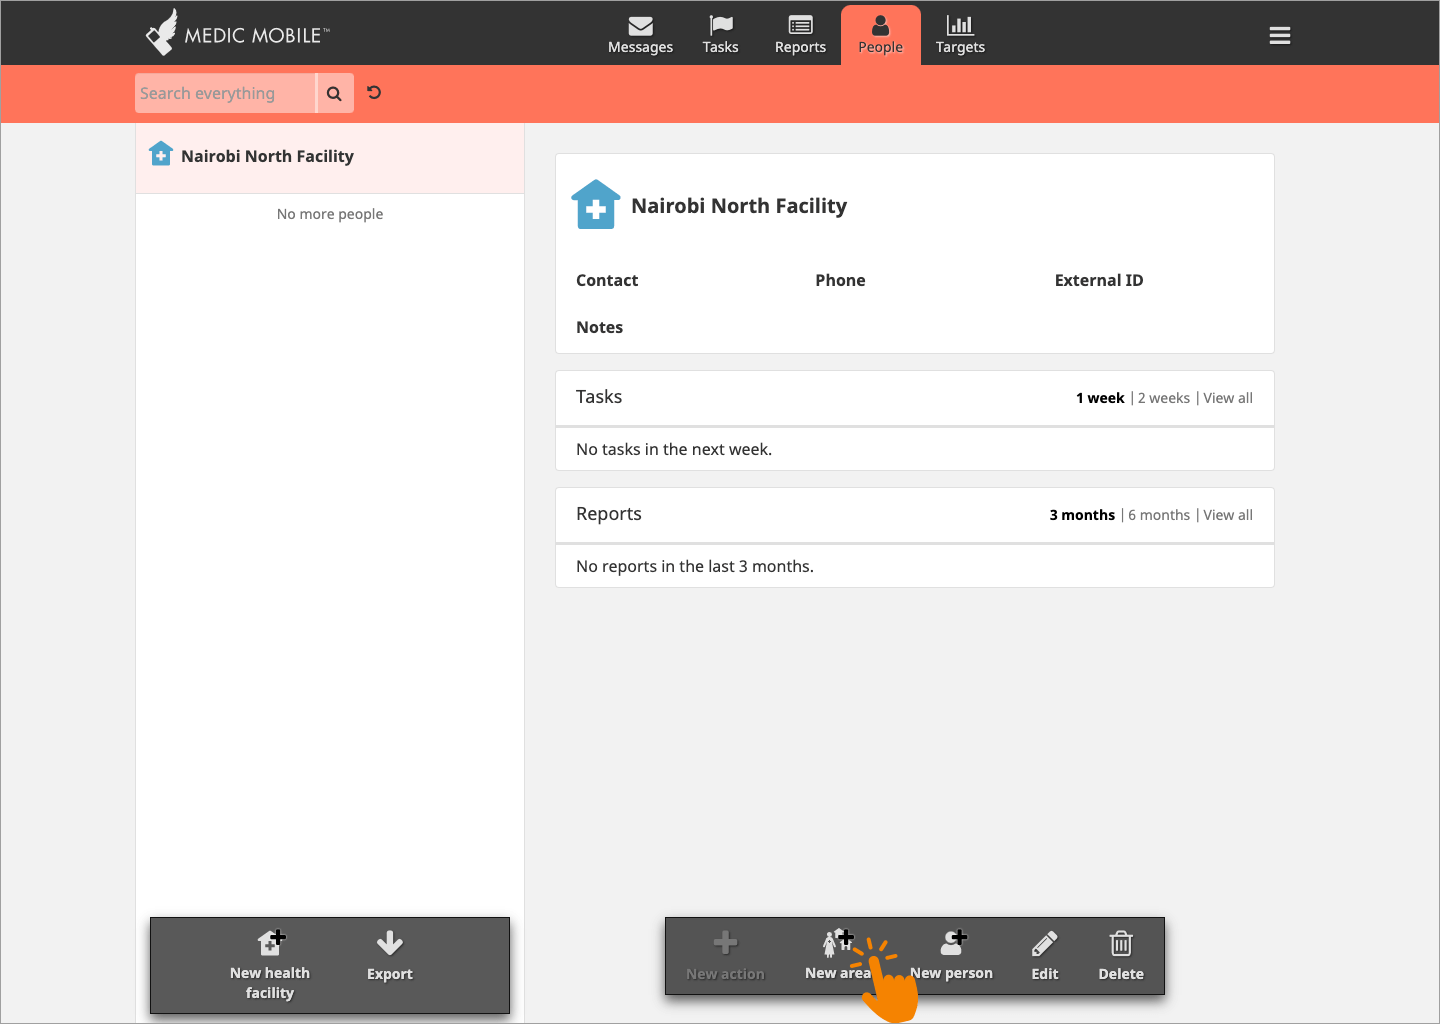 MEDIC MOBILE™
Messages
Tasks
Reports
People
Targets
Search everything
Nairobi North Facility
No more people
Nairobi North Facility
Contact Phone External ID
Notes
Tasks 1 week | 2 weeks | View all
No tasks in the next week.
Reports 3 months | 6 months | View all
No reports in the last 3 months.
New health
facility
Export
New action
New area
New person
Edit
Delete